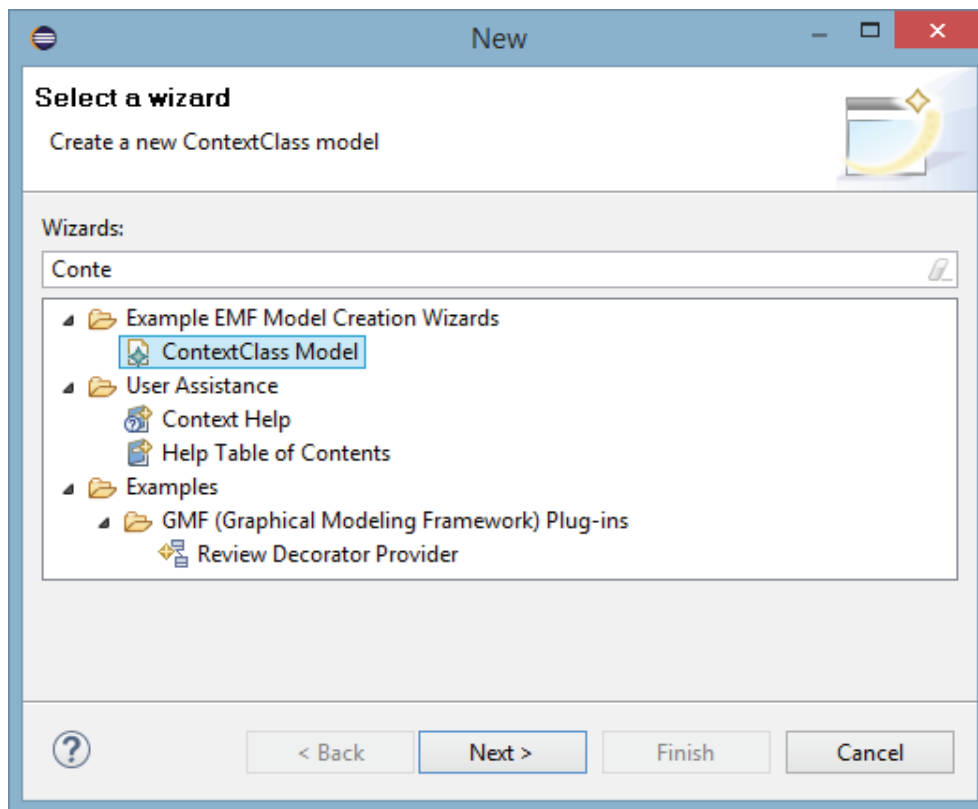 New
Select a wizard
Create a new ContextClass model
Wizards:
Conte
Example EMF Model Creation Wizards
ContextClass Model
User Assistance
Context Help
Help Table of Contents
Examples
GMF (Graphical Modeling Framework) Plug-ins
Review Decorator Provider
< Back Next > Finish Cancel